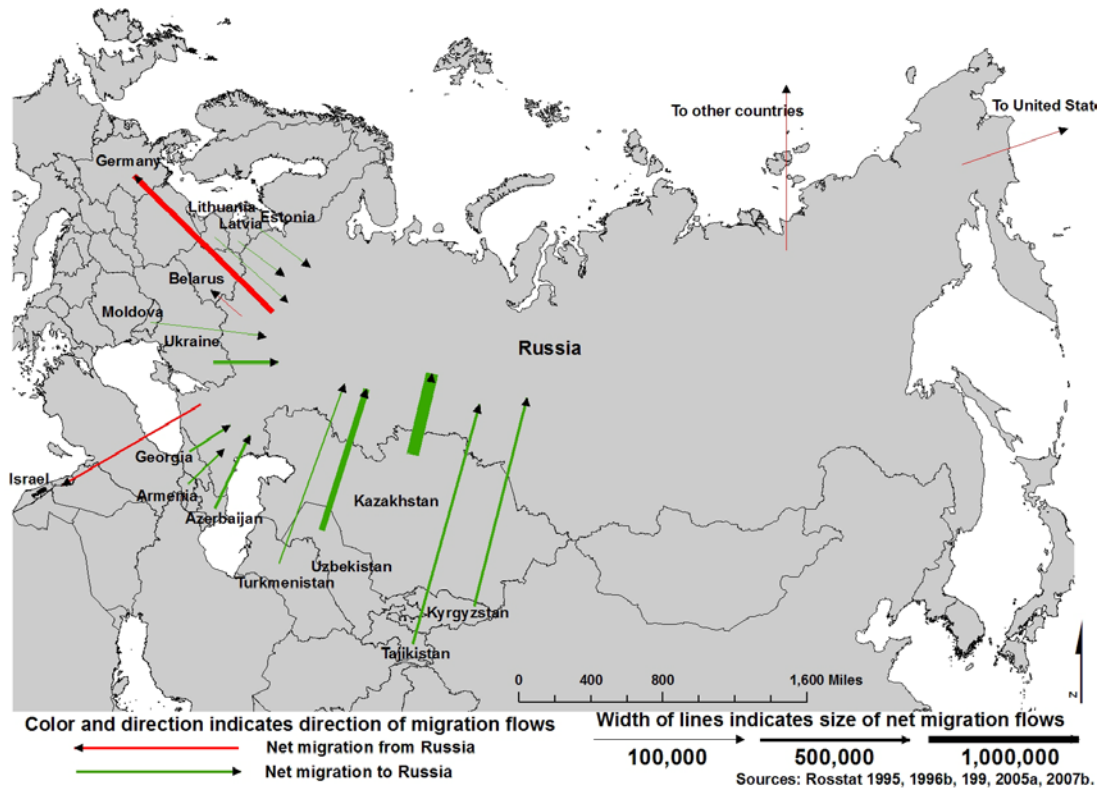 To other countries
To United State
Germany
Lithuania
Latvia
Estonia
Belarus
Moldova
Ukraine
Russia
Georgia
Israel
Armenia
Azerbaijan
Kazakhstan
Uzbekistan
Turkmenistan
Kyrgyzstan
Tajikistan
0 400 800 1,600 Miles
Z
Color and direction indicates direction of migration flows
Net migration from Russia
Net migration to Russia
Width of lines indicates size of net migration flows
100,000 500,000 1,000,000
Sources: Rosstat 1995, 1996b, 199, 2005a, 2007b.